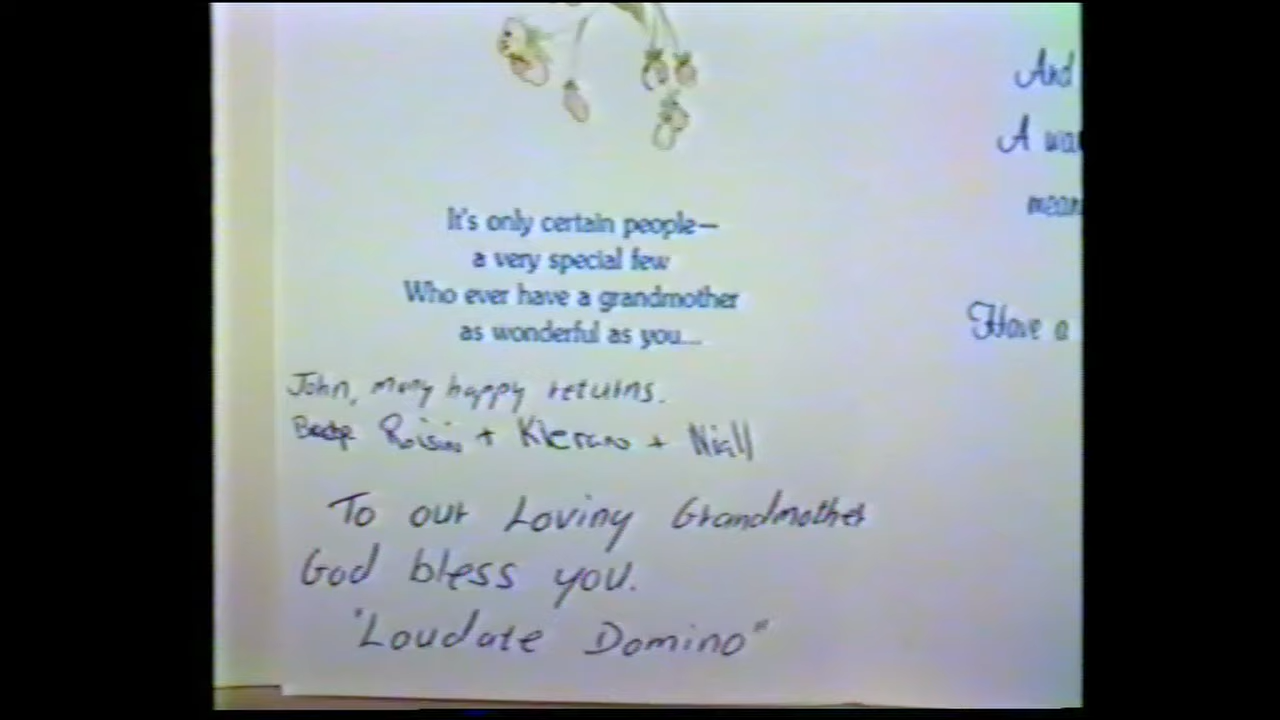 It's only certain people—
a very special few
Who ever have a grandmother
as wonderful as you...
John, many happy returns.
Roisin + Kieran + Niall
To our Loving Grandmother
God bless you.
"Loudate Domino"
And
A
Have a